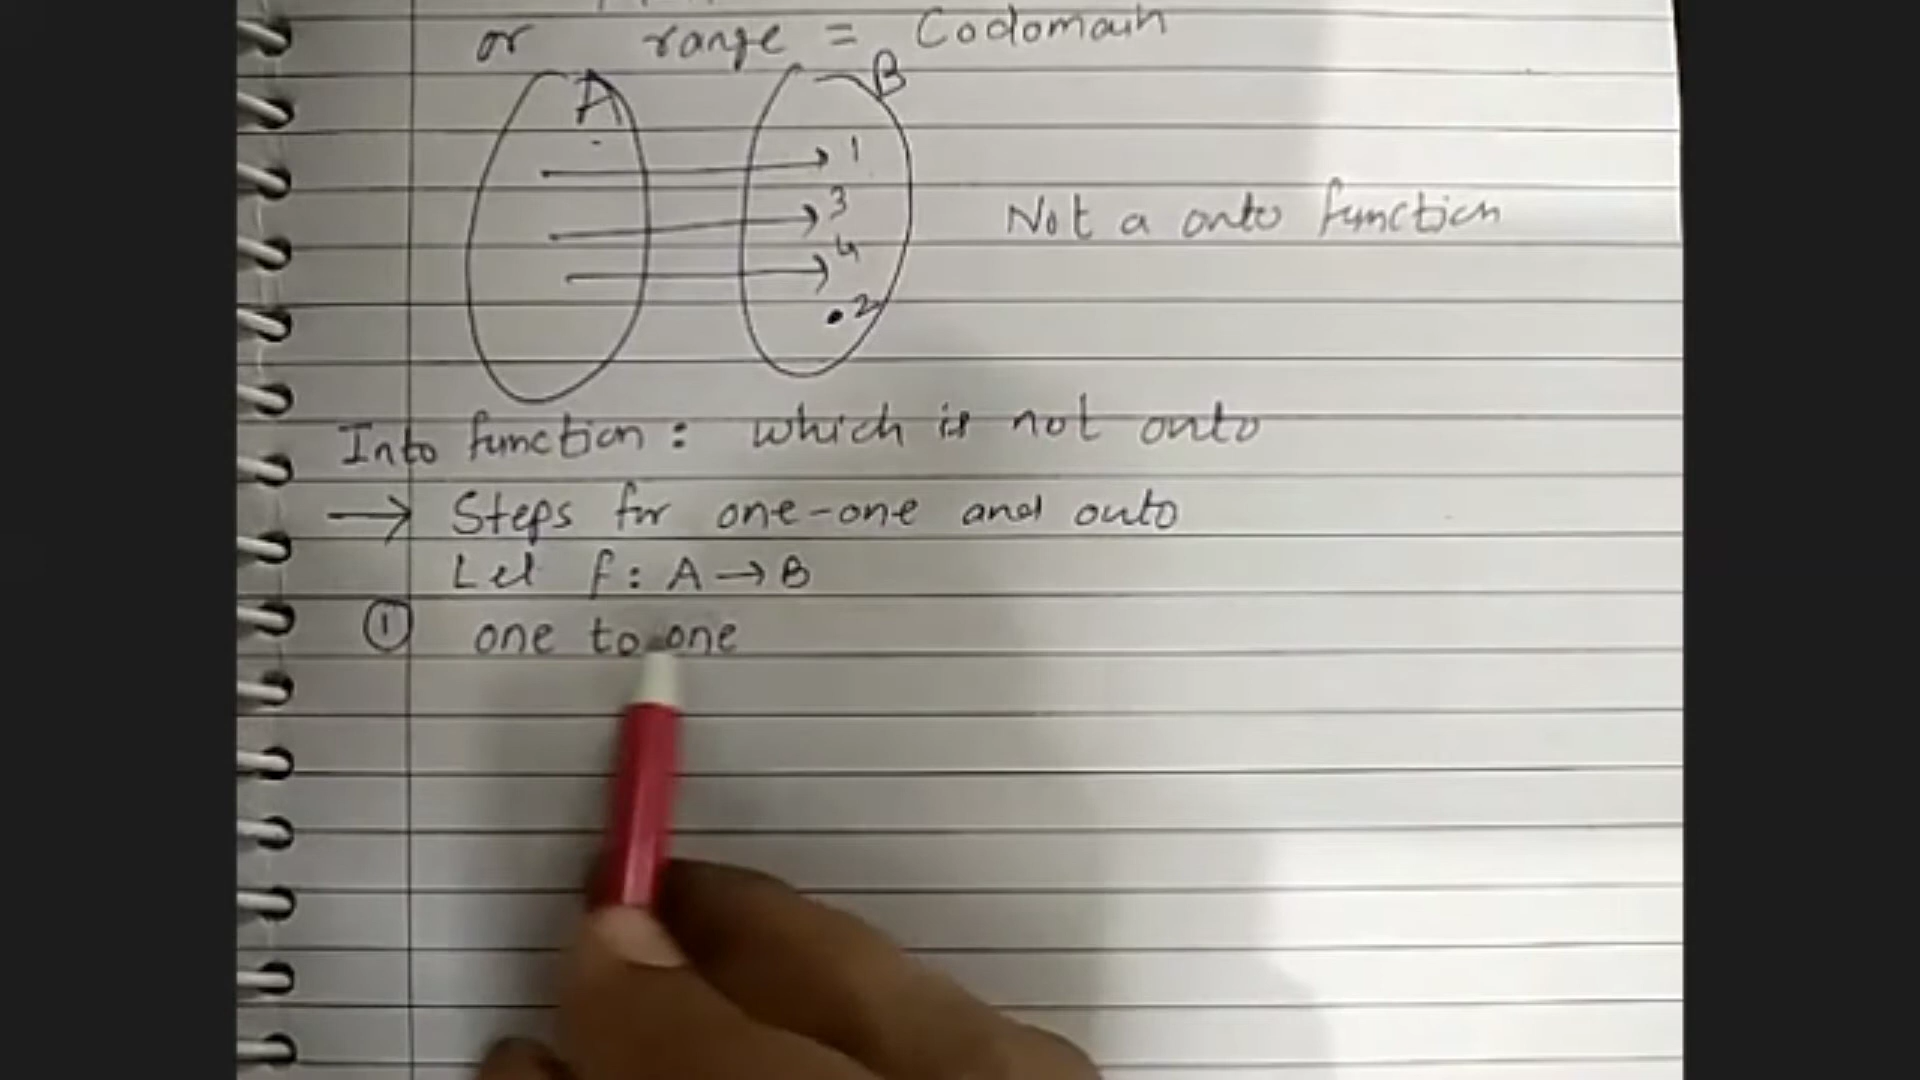 or range = Codomain
A
B
1
3
Not a onto function
4
2
Into function : which is not onto
→ Steps for one-one and onto
Let f : A → B
① one to one